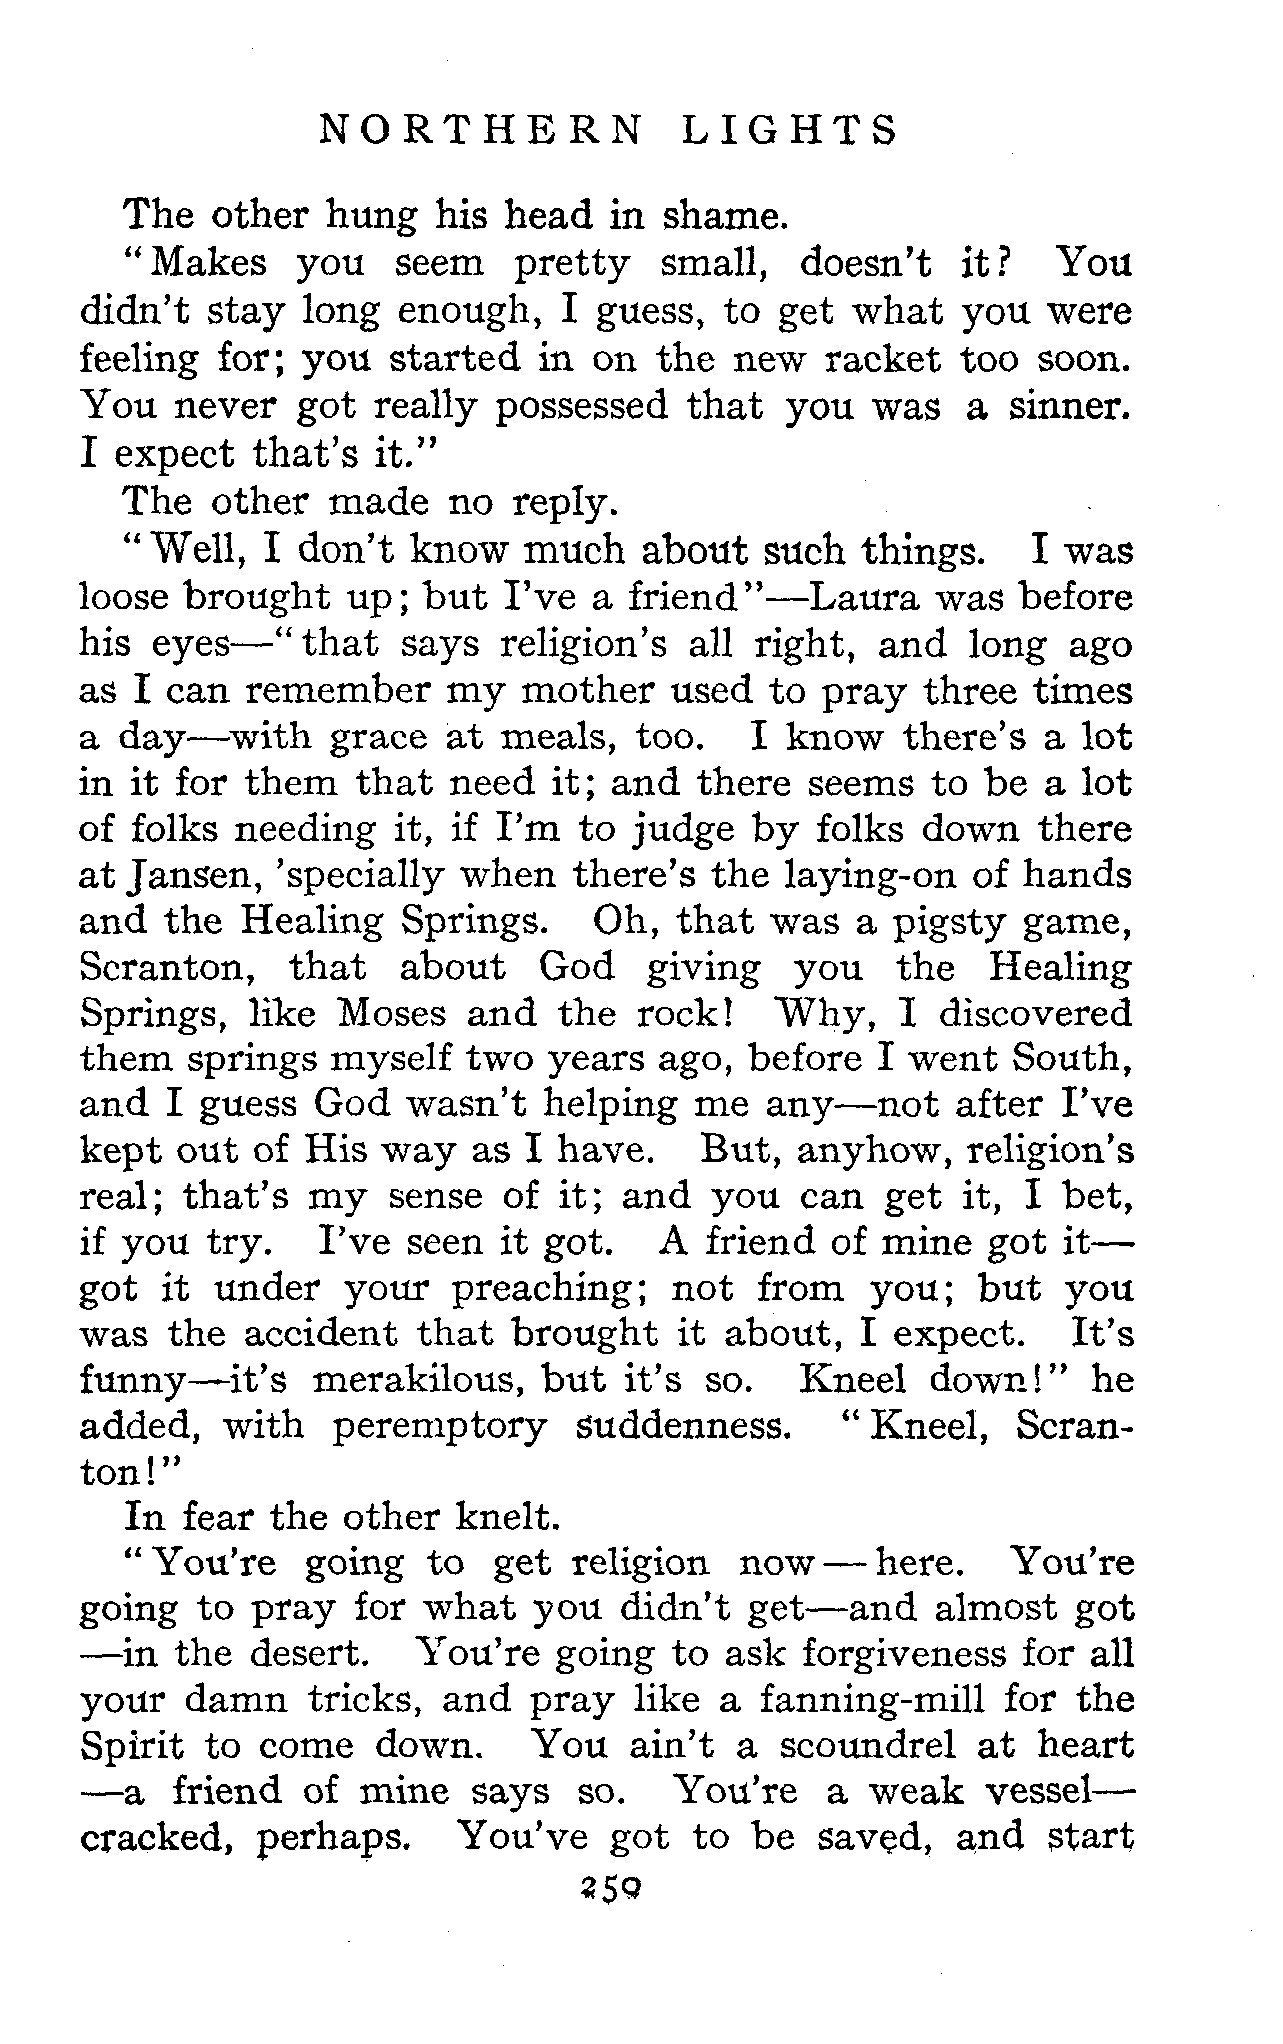 NORTHERN LIGHTS
The other hung his head in shame.
"Makes you seem pretty small, doesn't it? You
didn't stay long enough, I guess, to get what you were
feeling for; you started in on the new racket too soon.
You never got really possessed that you was a sinner.
I expect that's it."
The other made no reply.
"Well, I don't know much about such things. I was
loose brought up; but I've a friend"—Laura was before
his eyes—"that says religion's all right, and long ago
as I can remember my mother used to pray three times
a day—with grace at meals, too. I know there's a lot
in it for them that need it; and there seems to be a lot
of folks needing it, if I'm to judge by folks down there
at Jansen, 'specially when there's the laying-on of hands
and the Healing Springs. Oh, that was a pigsty game,
Scranton, that about God giving you the Healing
Springs, like Moses and the rock! Why, I discovered
them springs myself two years ago, before I went South,
and I guess God wasn't helping me any—not after I've
kept out of His way as I have. But, anyhow, religion's
real; that's my sense of it; and you can get it, I bet,
if you try. I've seen it got. A friend of mine got it—
got it under your preaching; not from you; but you
was the accident that brought it about, I expect. It's
funny—it's merakilous, but it's so. Kneel down!" he
added, with peremptory suddenness. "Kneel, Scran-
ton!"
In fear the other knelt.
"You're going to get religion now—here. You're
going to pray for what you didn't get—and almost got
—in the desert. You're going to ask forgiveness for all
your damn tricks, and pray like a fanning-mill for the
Spirit to come down. You ain't a scoundrel at heart
—a friend of mine says so. You're a weak vessel—
cracked, perhaps. You've got to be saved, and start
259